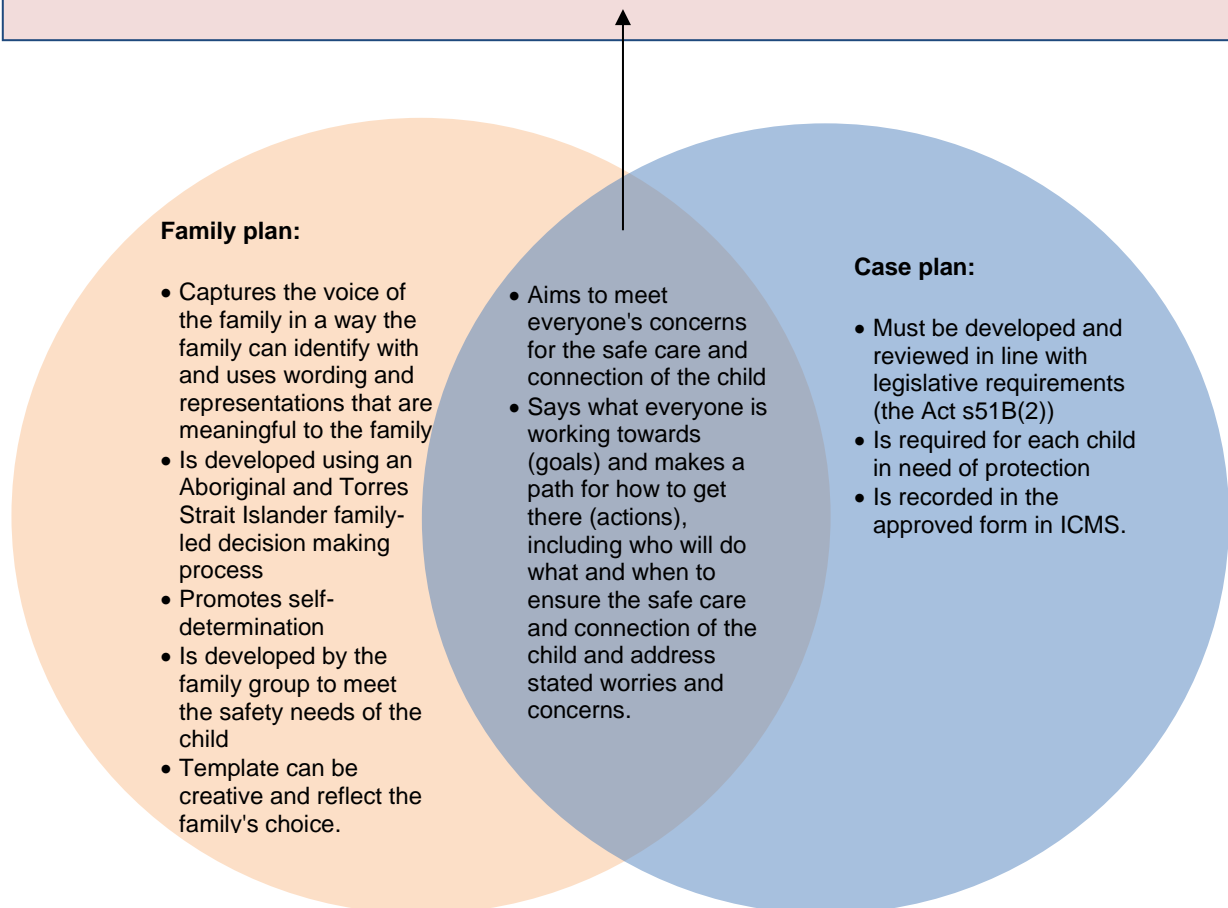 Family plan:
• Captures the voice of
the family in a way the
family can identify with
and uses wording and
representations that are
meaningful to the family
• Is developed using an
Aboriginal and Torres
Strait Islander family-
led decision making
process
• Promotes self-
determination
• Is developed by the
family group to meet
the safety needs of the
child
• Template can be
creative and reflect the
family's choice.
• Aims to meet
everyone's concerns
for the safe care and
connection of the child
• Says what everyone is
working towards
(goals) and makes a
path for how to get
there (actions),
including who will do
what and when to
ensure the safe care
and connection of the
child and address
stated worries and
concerns.
Case plan:
• Must be developed and
reviewed in line with
legislative requirements
(the Act s51B(2))
• Is required for each child
in need of protection
• Is recorded in the
approved form in ICMS.